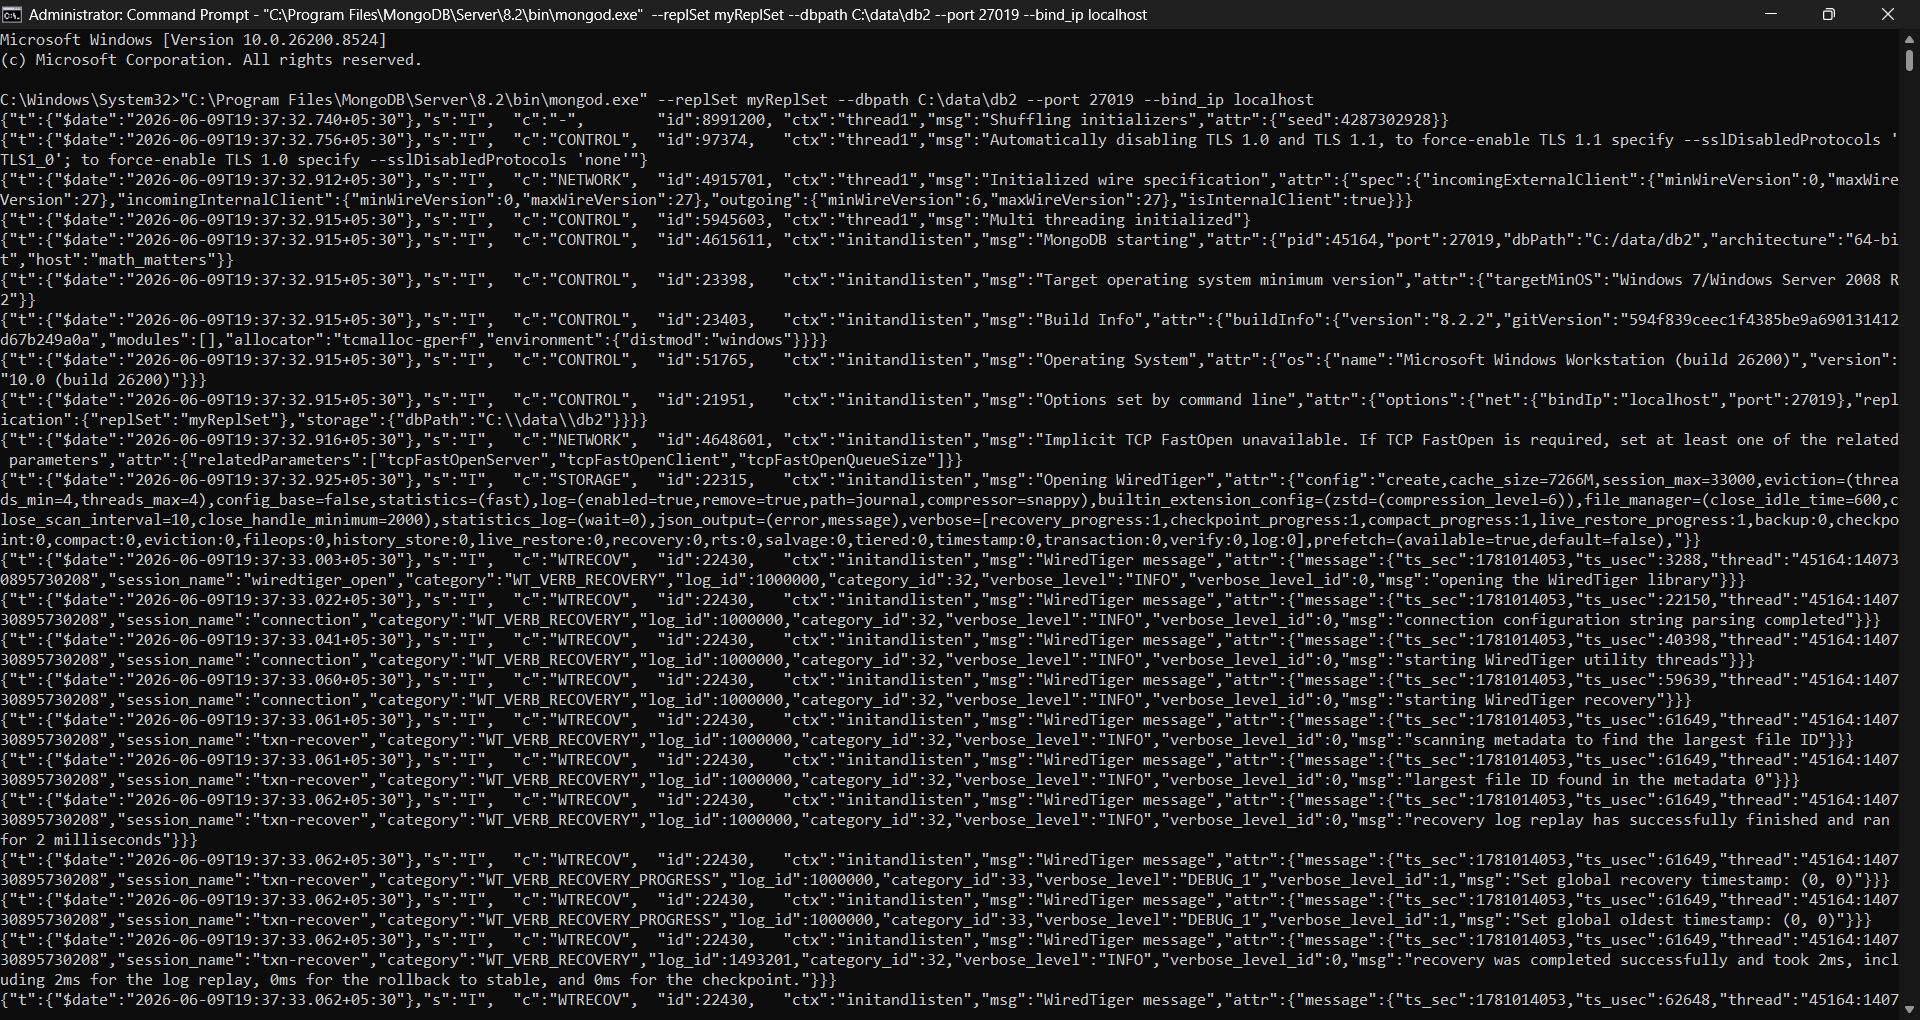 Administrator: Command Prompt - "C:\Program Files\MongoDB\Server\8.2\bin\mongod.exe"  --replSet myReplSet --dbpath C:\data\db2 --port 27019 --bind_ip localhost
Microsoft Windows [Version 10.0.26200.8524]
(c) Microsoft Corporation. All rights reserved.
C:\Windows\System32>"C:\Program Files\MongoDB\Server\8.2\bin\mongod.exe" --replSet myReplSet --dbpath C:\data\db2 --port 27019 --bind_ip localhost
{"t":{"$date":"2026-06-09T19:37:32.740+05:30"},"s":"I",  "c":"-",        "id":8991200, "ctx":"thread1","msg":"Shuffling initializers","attr":{"seed":4287302928}}
{"t":{"$date":"2026-06-09T19:37:32.756+05:30"},"s":"I",  "c":"CONTROL",  "id":97374,   "ctx":"thread1","msg":"Automatically disabling TLS 1.0 and TLS 1.1, to force-enable TLS 1.1 specify --sslDisabledProtocols '
TLS1_0'; to force-enable TLS 1.0 specify --sslDisabledProtocols 'none'"}
{"t":{"$date":"2026-06-09T19:37:32.912+05:30"},"s":"I",  "c":"NETWORK",  "id":4915701, "ctx":"thread1","msg":"Initialized wire specification","attr":{"spec":{"incomingExternalClient":{"minWireVersion":0,"maxWire
Version":27},"incomingInternalClient":{"minWireVersion":0,"maxWireVersion":27},"outgoing":{"minWireVersion":6,"maxWireVersion":27},"isInternalClient":true}}}
{"t":{"$date":"2026-06-09T19:37:32.915+05:30"},"s":"I",  "c":"CONTROL",  "id":5945603, "ctx":"thread1","msg":"Multi threading initialized"}
{"t":{"$date":"2026-06-09T19:37:32.915+05:30"},"s":"I",  "c":"CONTROL",  "id":4615611, "ctx":"initandlisten","msg":"MongoDB starting","attr":{"pid":45164,"port":27019,"dbPath":"C:/data/db2","architecture":"64-bi
t","host":"math_matters"}}
{"t":{"$date":"2026-06-09T19:37:32.915+05:30"},"s":"I",  "c":"CONTROL",  "id":23398,   "ctx":"initandlisten","msg":"Target operating system minimum version","attr":{"targetMinOS":"Windows 7/Windows Server 2008 R
2"}}
{"t":{"$date":"2026-06-09T19:37:32.915+05:30"},"s":"I",  "c":"CONTROL",  "id":23403,   "ctx":"initandlisten","msg":"Build Info","attr":{"buildInfo":{"version":"8.2.2","gitVersion":"594f839ceec1f4385be9a690131412
d67b249a0a","modules":[],"allocator":"tcmalloc-gperf","environment":{"distmod":"windows"}}}}
{"t":{"$date":"2026-06-09T19:37:32.915+05:30"},"s":"I",  "c":"CONTROL",  "id":51765,   "ctx":"initandlisten","msg":"Operating System","attr":{"os":{"name":"Microsoft Windows Workstation (build 26200)","version":
"10.0 (build 26200)"}}}
{"t":{"$date":"2026-06-09T19:37:32.915+05:30"},"s":"I",  "c":"CONTROL",  "id":21951,   "ctx":"initandlisten","msg":"Options set by command line","attr":{"options":{"net":{"bindIp":"localhost","port":27019},"repl
ication":{"replSet":"myReplSet"},"storage":{"dbPath":"C:\\data\\db2"}}}}
{"t":{"$date":"2026-06-09T19:37:32.916+05:30"},"s":"I",  "c":"NETWORK",  "id":4648601, "ctx":"initandlisten","msg":"Implicit TCP FastOpen unavailable. If TCP FastOpen is required, set at least one of the related
 parameters","attr":{"relatedParameters":["tcpFastOpenServer","tcpFastOpenClient","tcpFastOpenQueueSize"]}}
{"t":{"$date":"2026-06-09T19:37:32.925+05:30"},"s":"I",  "c":"STORAGE",  "id":22315,   "ctx":"initandlisten","msg":"Opening WiredTiger","attr":{"config":"create,cache_size=7266M,session_max=33000,eviction=(threa
ds_min=4,threads_max=4),config_base=false,statistics=(fast),log=(enabled=true,remove=true,path=journal,compressor=snappy),builtin_extension_config=(zstd=(compression_level=6)),file_manager=(close_idle_time=600,c
lose_scan_interval=10,close_handle_minimum=2000),statistics_log=(wait=0),json_output=(error,message),verbose=[recovery_progress:1,checkpoint_progress:1,compact_progress:1,live_restore_progress:1,backup:0,checkpo
int:0,compact:0,eviction:0,fileops:0,history_store:0,live_restore:0,recovery:0,rts:0,salvage:0,tiered:0,timestamp:0,transaction:0,verify:0,log:0],prefetch=(available=true,default=false),"}}
{"t":{"$date":"2026-06-09T19:37:33.003+05:30"},"s":"I",  "c":"WTRECOV",  "id":22430,   "ctx":"initandlisten","msg":"WiredTiger message","attr":{"message":{"ts_sec":1781014053,"ts_usec":3288,"thread":"45164:14073
0895730208","session_name":"wiredtiger_open","category":"WT_VERB_RECOVERY","log_id":1000000,"category_id":32,"verbose_level":"INFO","verbose_level_id":0,"msg":"opening the WiredTiger library"}}}
{"t":{"$date":"2026-06-09T19:37:33.022+05:30"},"s":"I",  "c":"WTRECOV",  "id":22430,   "ctx":"initandlisten","msg":"WiredTiger message","attr":{"message":{"ts_sec":1781014053,"ts_usec":22150,"thread":"45164:1407
30895730208","session_name":"connection","category":"WT_VERB_RECOVERY","log_id":1000000,"category_id":32,"verbose_level":"INFO","verbose_level_id":0,"msg":"connection configuration string parsing completed"}}}
{"t":{"$date":"2026-06-09T19:37:33.041+05:30"},"s":"I",  "c":"WTRECOV",  "id":22430,   "ctx":"initandlisten","msg":"WiredTiger message","attr":{"message":{"ts_sec":1781014053,"ts_usec":40398,"thread":"45164:1407
30895730208","session_name":"connection","category":"WT_VERB_RECOVERY","log_id":1000000,"category_id":32,"verbose_level":"INFO","verbose_level_id":0,"msg":"starting WiredTiger utility threads"}}}
{"t":{"$date":"2026-06-09T19:37:33.060+05:30"},"s":"I",  "c":"WTRECOV",  "id":22430,   "ctx":"initandlisten","msg":"WiredTiger message","attr":{"message":{"ts_sec":1781014053,"ts_usec":59639,"thread":"45164:1407
30895730208","session_name":"connection","category":"WT_VERB_RECOVERY","log_id":1000000,"category_id":32,"verbose_level":"INFO","verbose_level_id":0,"msg":"starting WiredTiger recovery"}}}
{"t":{"$date":"2026-06-09T19:37:33.061+05:30"},"s":"I",  "c":"WTRECOV",  "id":22430,   "ctx":"initandlisten","msg":"WiredTiger message","attr":{"message":{"ts_sec":1781014053,"ts_usec":61649,"thread":"45164:1407
30895730208","session_name":"txn-recover","category":"WT_VERB_RECOVERY","log_id":1000000,"category_id":32,"verbose_level":"INFO","verbose_level_id":0,"msg":"scanning metadata to find the largest file ID"}}}
{"t":{"$date":"2026-06-09T19:37:33.061+05:30"},"s":"I",  "c":"WTRECOV",  "id":22430,   "ctx":"initandlisten","msg":"WiredTiger message","attr":{"message":{"ts_sec":1781014053,"ts_usec":61649,"thread":"45164:1407
30895730208","session_name":"txn-recover","category":"WT_VERB_RECOVERY","log_id":1000000,"category_id":32,"verbose_level":"INFO","verbose_level_id":0,"msg":"largest file ID found in the metadata 0"}}}
{"t":{"$date":"2026-06-09T19:37:33.062+05:30"},"s":"I",  "c":"WTRECOV",  "id":22430,   "ctx":"initandlisten","msg":"WiredTiger message","attr":{"message":{"ts_sec":1781014053,"ts_usec":61649,"thread":"45164:1407
30895730208","session_name":"txn-recover","category":"WT_VERB_RECOVERY","log_id":1000000,"category_id":32,"verbose_level":"INFO","verbose_level_id":0,"msg":"recovery log replay has successfully finished and ran
for 2 milliseconds"}}}
{"t":{"$date":"2026-06-09T19:37:33.062+05:30"},"s":"I",  "c":"WTRECOV",  "id":22430,   "ctx":"initandlisten","msg":"WiredTiger message","attr":{"message":{"ts_sec":1781014053,"ts_usec":61649,"thread":"45164:1407
30895730208","session_name":"txn-recover","category":"WT_VERB_RECOVERY_PROGRESS","log_id":1000000,"category_id":33,"verbose_level":"DEBUG_1","verbose_level_id":1,"msg":"Set global recovery timestamp: (0, 0)"}}}
{"t":{"$date":"2026-06-09T19:37:33.062+05:30"},"s":"I",  "c":"WTRECOV",  "id":22430,   "ctx":"initandlisten","msg":"WiredTiger message","attr":{"message":{"ts_sec":1781014053,"ts_usec":61649,"thread":"45164:1407
30895730208","session_name":"txn-recover","category":"WT_VERB_RECOVERY_PROGRESS","log_id":1000000,"category_id":33,"verbose_level":"DEBUG_1","verbose_level_id":1,"msg":"Set global oldest timestamp: (0, 0)"}}}
{"t":{"$date":"2026-06-09T19:37:33.062+05:30"},"s":"I",  "c":"WTRECOV",  "id":22430,   "ctx":"initandlisten","msg":"WiredTiger message","attr":{"message":{"ts_sec":1781014053,"ts_usec":61649,"thread":"45164:1407
30895730208","session_name":"txn-recover","category":"WT_VERB_RECOVERY","log_id":1493201,"category_id":32,"verbose_level":"INFO","verbose_level_id":0,"msg":"recovery was completed successfully and took 2ms, incl
uding 2ms for the log replay, 0ms for the rollback to stable, and 0ms for the checkpoint."}}}
{"t":{"$date":"2026-06-09T19:37:33.062+05:30"},"s":"I",  "c":"WTRECOV",  "id":22430,   "ctx":"initandlisten","msg":"WiredTiger message","attr":{"message":{"ts_sec":1781014053,"ts_usec":62648,"thread":"45164:1407